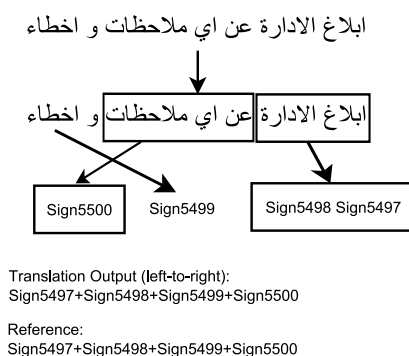 ابلاغ الادارة عن اي ملاحظات و اخطاء
ابلاغ الادارة عن اي ملاحظات و اخطاء
Sign5500 Sign5499 Sign5498 Sign5497
Translation Output (left-to-right):
Sign5497+Sign5498+Sign5499+Sign5500
Reference:
Sign5497+Sign5498+Sign5499+Sign5500